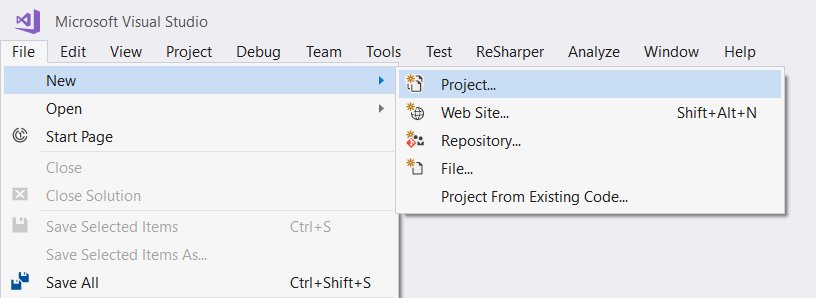 Microsoft Visual Studio
File Edit View Project Debug Team Tools Test ReSharper Analyze Window Help
New
Open
Start Page
Close
Close Solution
Save Selected Items Ctrl+S
Save Selected Items As...
Save All Ctrl+Shift+S
Project...
Web Site... Shift+Alt+N
Repository...
File...
Project From Existing Code...